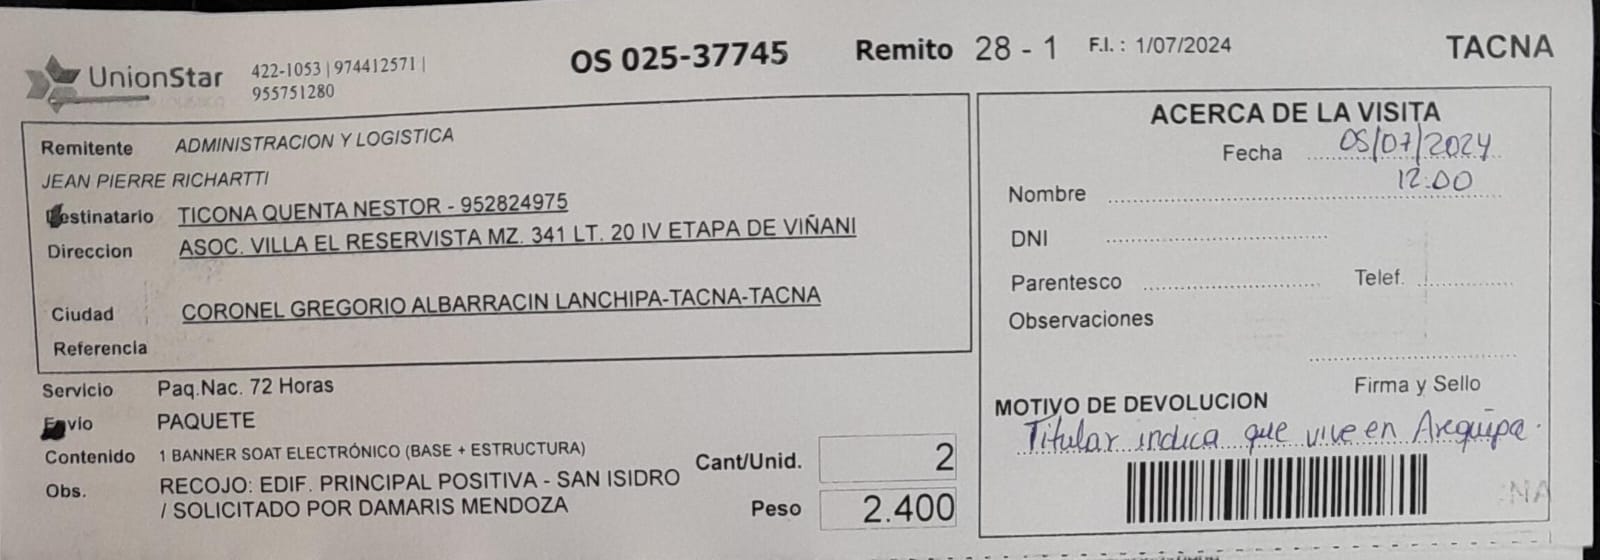 UnionStar 422-1053 | 974412571 |
955751280
OS 025-37745 Remito 28 - 1 F.I. : 1/07/2024 TACNA
Remitente ADMINISTRACION Y LOGISTICA
JEAN PIERRE RICHARTTI
Destinatario TICONA QUENTA NESTOR - 952824975
Direccion ASOC. VILLA EL RESERVISTA MZ. 341 LT. 20 IV ETAPA DE VIÑANI
Ciudad CORONEL GREGORIO ALBARRACIN LANCHIPA-TACNA-TACNA
Referencia
Servicio Paq.Nac. 72 Horas
Envio PAQUETE
Contenido 1 BANNER SOAT ELECTRÓNICO (BASE + ESTRUCTURA)
Obs. RECOJO: EDIF. PRINCIPAL POSITIVA - SAN ISIDRO
/ SOLICITADO POR DAMARIS MENDOZA
Cant/Unid. 2
Peso 2.400
ACERCA DE LA VISITA
Fecha 05/07/2024
12:00
Nombre
DNI
Parentesco Telef.
Observaciones
Firma y Sello
MOTIVO DE DEVOLUCION
Titular indica que vive en Arequipa.